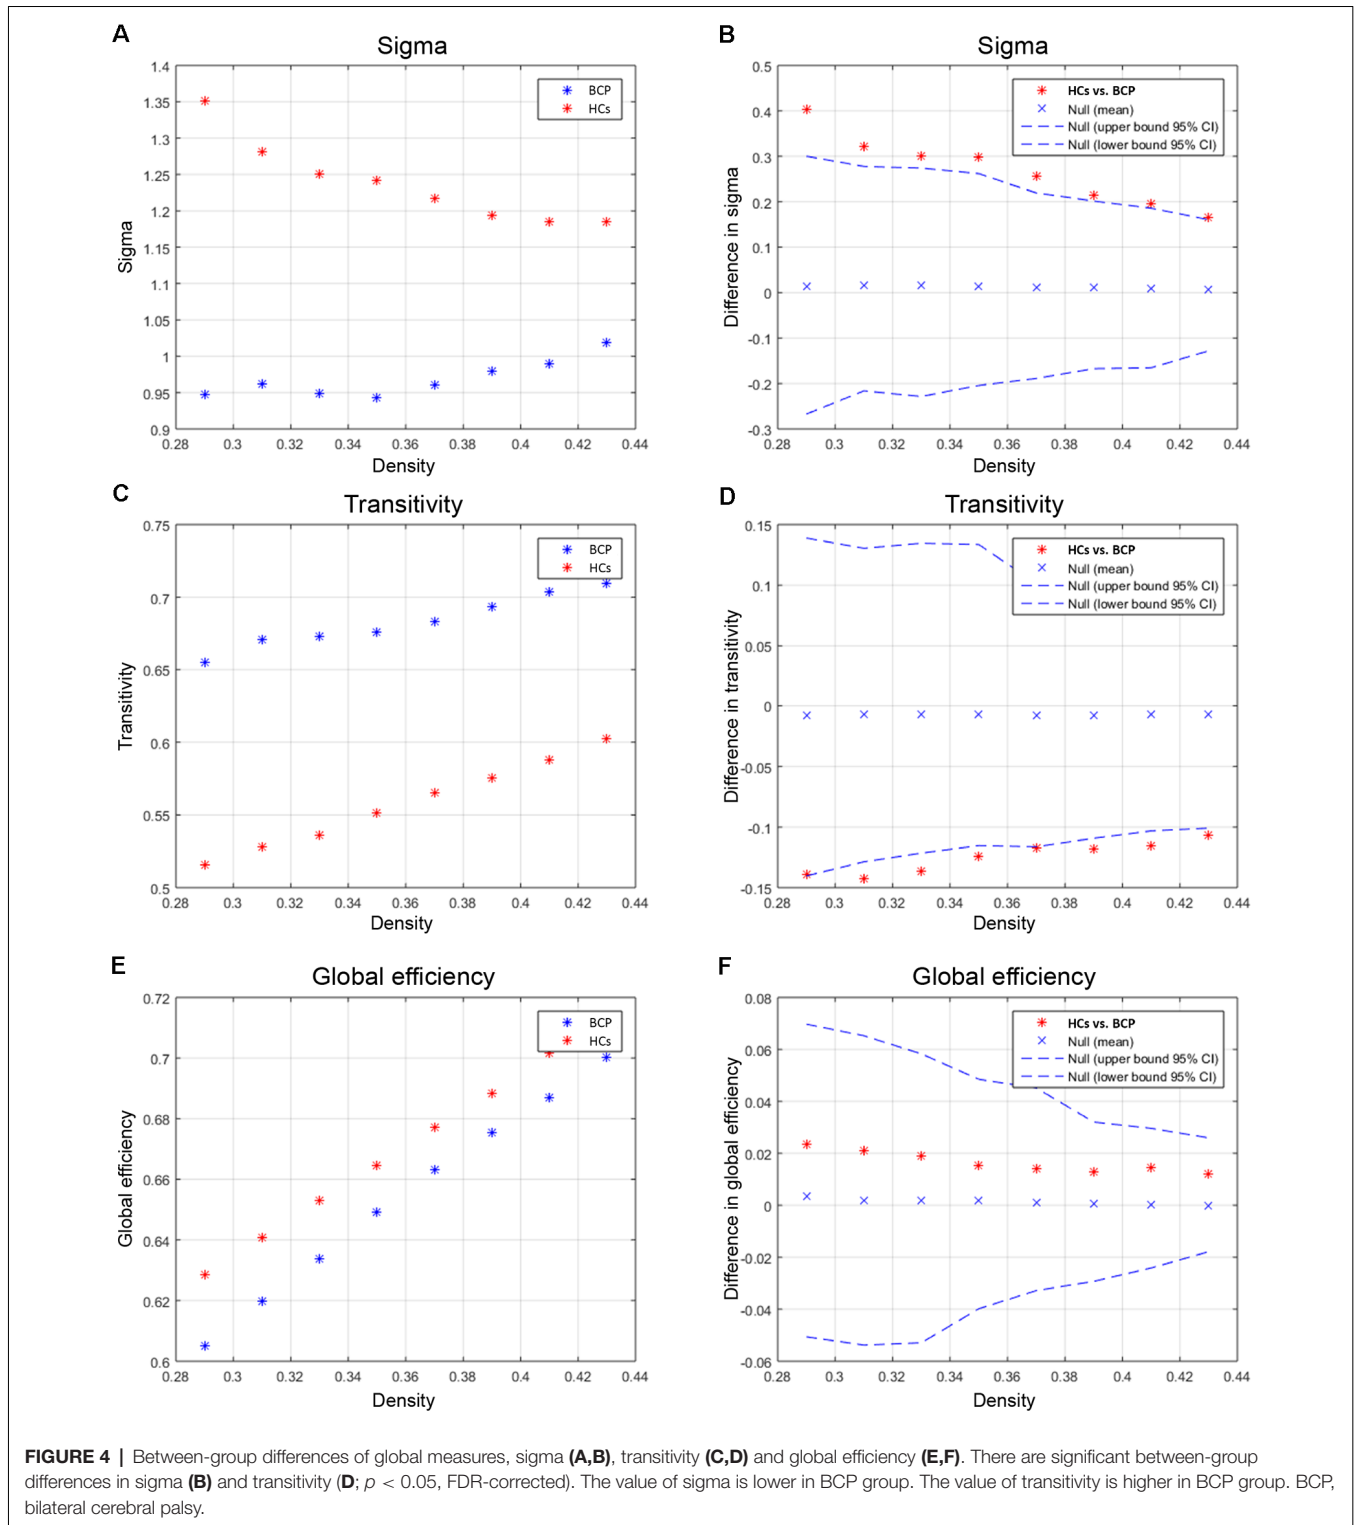 A
Sigma
1.4
1.35
1.3
1.25
1.2
1.15
1.1
1.05
1
0.95
0.9
Sigma
BCP
HCs
0.28 0.3 0.32 0.34 0.36 0.38 0.4 0.42 0.44
Density
B
Sigma
0.5
0.4
0.3
0.2
0.1
0
-0.1
-0.2
-0.3
Difference in sigma
HCs vs. BCP
Null (mean)
Null (upper bound 95% CI)
Null (lower bound 95% CI)
0.28 0.3 0.32 0.34 0.36 0.38 0.4 0.42 0.44
Density
C
Transitivity
0.75
0.7
0.65
0.6
0.55
0.5
Transitivity
BCP
HCs
0.28 0.3 0.32 0.34 0.36 0.38 0.4 0.42 0.44
Density
D
Transitivity
0.15
0.1
0.05
0
-0.05
-0.1
-0.15
Difference in transitivity
HCs vs. BCP
Null (mean)
Null (upper bound 95% CI)
Null (lower bound 95% CI)
0.28 0.3 0.32 0.34 0.36 0.38 0.4 0.42 0.44
Density
E
Global efficiency
0.72
0.7
0.68
0.66
0.64
0.62
0.6
Global efficiency
BCP
HCs
0.28 0.3 0.32 0.34 0.36 0.38 0.4 0.42 0.44
Density
F
Global efficiency
0.08
0.06
0.04
0.02
0
-0.02
-0.04
-0.06
Difference in global efficiency
HCs vs. BCP
Null (mean)
Null (upper bound 95% CI)
Null (lower bound 95% CI)
0.28 0.3 0.32 0.34 0.36 0.38 0.4 0.42 0.44
Density
FIGURE 4 | Between-group differences of global measures, sigma (A,B), transitivity (C,D) and global efficiency (E,F). There are significant between-group
differences in sigma (B) and transitivity (D; p < 0.05, FDR-corrected). The value of sigma is lower in BCP group. The value of transitivity is higher in BCP group. BCP,
bilateral cerebral palsy.